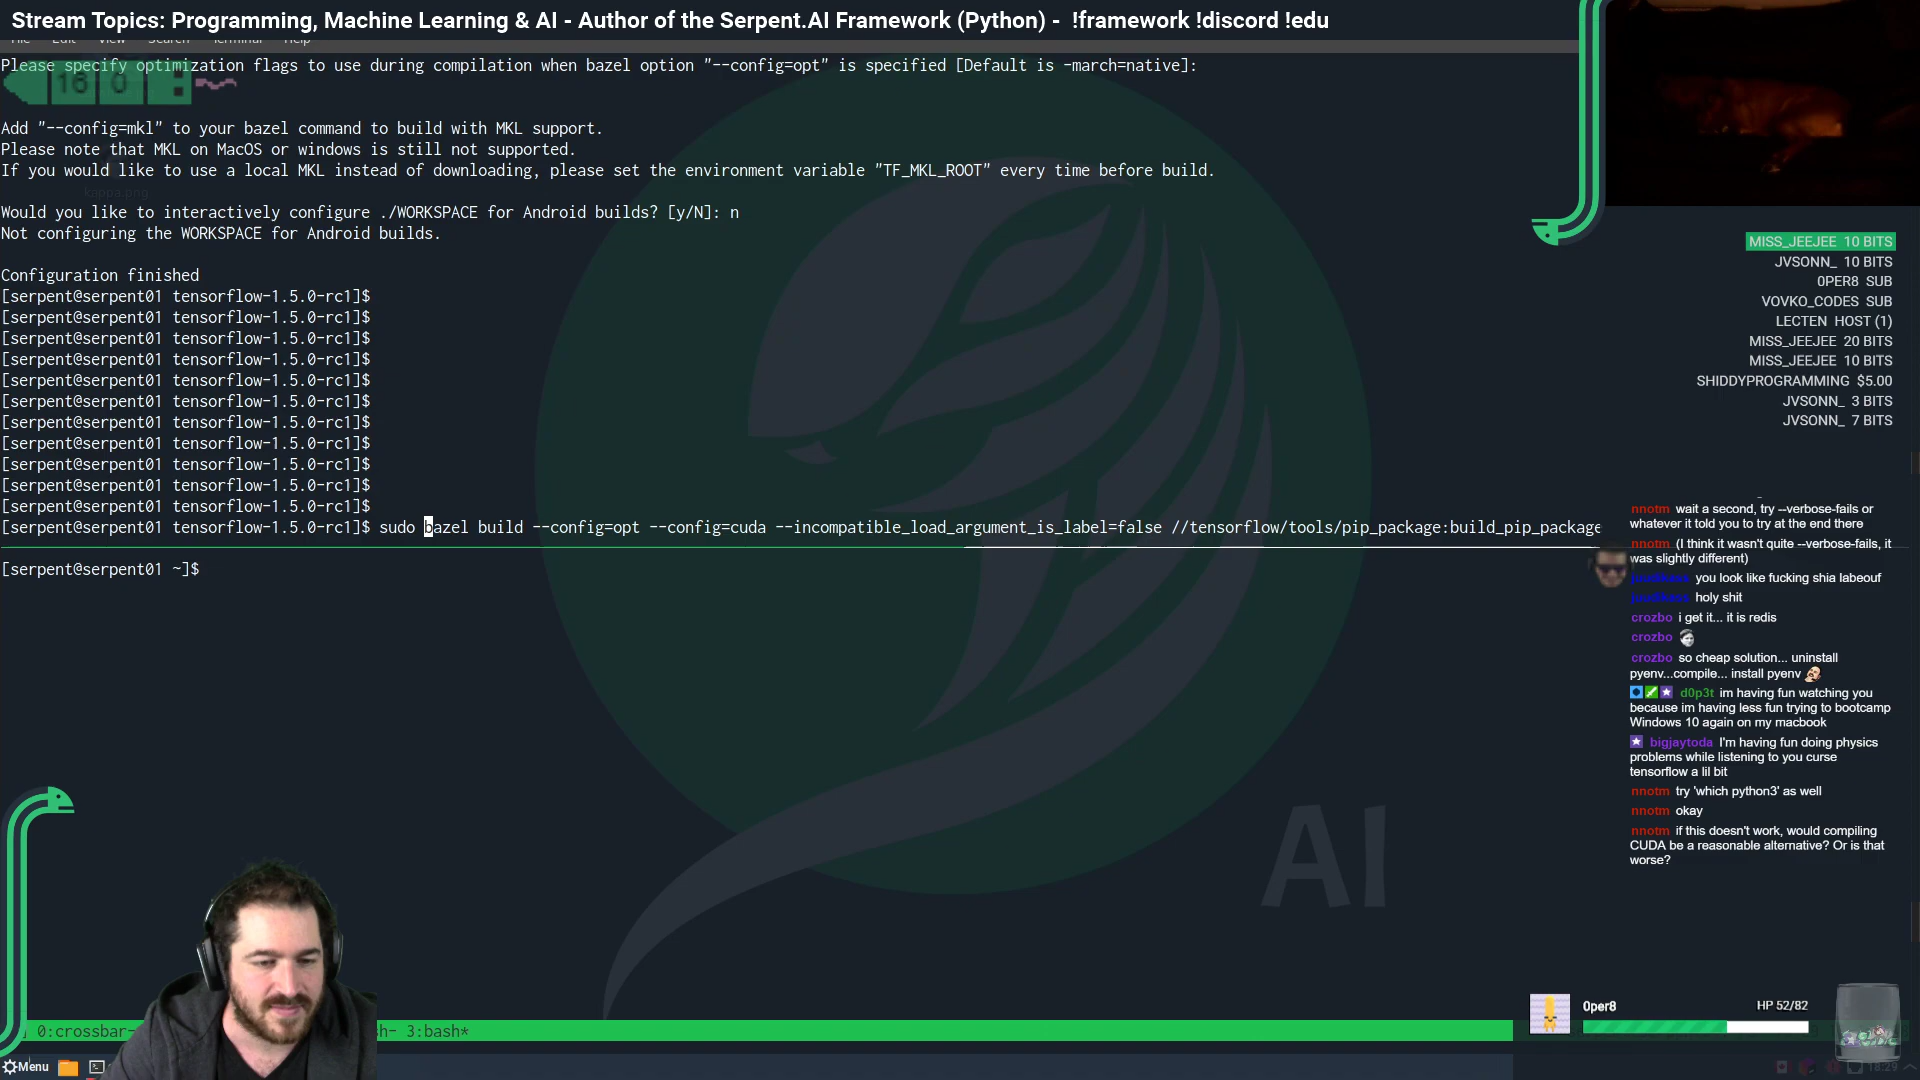 Stream Topics: Programming, Machine Learning & AI - Author of the Serpent.AI Framework (Python) - !framework !discord !edu
File Edit View Search Terminal Help
Please specify optimization flags to use during compilation when bazel option "--config=opt" is specified [Default is -march=native]:
16 0 :
Add "--config=mkl" to your bazel command to build with MKL support.
Please note that MKL on MacOS or windows is still not supported.
If you would like to use a local MKL instead of downloading, please set the environment variable "TF_MKL_ROOT" every time before build.
kappa.png
Would you like to interactively configure ./WORKSPACE for Android builds? [y/N]: n
Not configuring the WORKSPACE for Android builds.
Configuration finished
[serpent@serpent01 tensorflow-1.5.0-rc1]$
[serpent@serpent01 tensorflow-1.5.0-rc1]$
[serpent@serpent01 tensorflow-1.5.0-rc1]$
[serpent@serpent01 tensorflow-1.5.0-rc1]$
[serpent@serpent01 tensorflow-1.5.0-rc1]$
[serpent@serpent01 tensorflow-1.5.0-rc1]$
[serpent@serpent01 tensorflow-1.5.0-rc1]$
[serpent@serpent01 tensorflow-1.5.0-rc1]$
[serpent@serpent01 tensorflow-1.5.0-rc1]$
[serpent@serpent01 tensorflow-1.5.0-rc1]$
[serpent@serpent01 tensorflow-1.5.0-rc1]$
[serpent@serpent01 tensorflow-1.5.0-rc1]$ sudo bazel build --config=opt --config=cuda --incompatible_load_argument_is_label=false //tensorflow/tools/pip_package:build_pip_package
[serpent@serpent01 ~]$
AI
0:crossbar- h- 3:bash*
Menu
MISS_JEEJEE 10 BITS
JVSONN_ 10 BITS
0PER8 SUB
VOVKO_CODES SUB
LECTEN HOST (1)
MISS_JEEJEE 20 BITS
MISS_JEEJEE 10 BITS
SHIDDYPROGRAMMING $5.00
JVSONN_ 3 BITS
JVSONN_ 7 BITS
nnotm wait a second, try --verbose-fails or
whatever it told you to try at the end there
nnotm (I think it wasn't quite --verbose-fails, it
was slightly different)
you look like fucking shia labeouf
holy shit
crozbo i get it... it is redis
crozbo
crozbo so cheap solution... uninstall
pyenv...compile... install pyenv
d0p3t im having fun watching you
because im having less fun trying to bootcamp
Windows 10 again on my macbook
bigjaytoda I'm having fun doing physics
problems while listening to you curse
tensorflow a lil bit
nnotm try 'which python3' as well
nnotm okay
nnotm if this doesn't work, would compiling
CUDA be a reasonable alternative? Or is that
worse?
0per8 HP 52/82
18:29